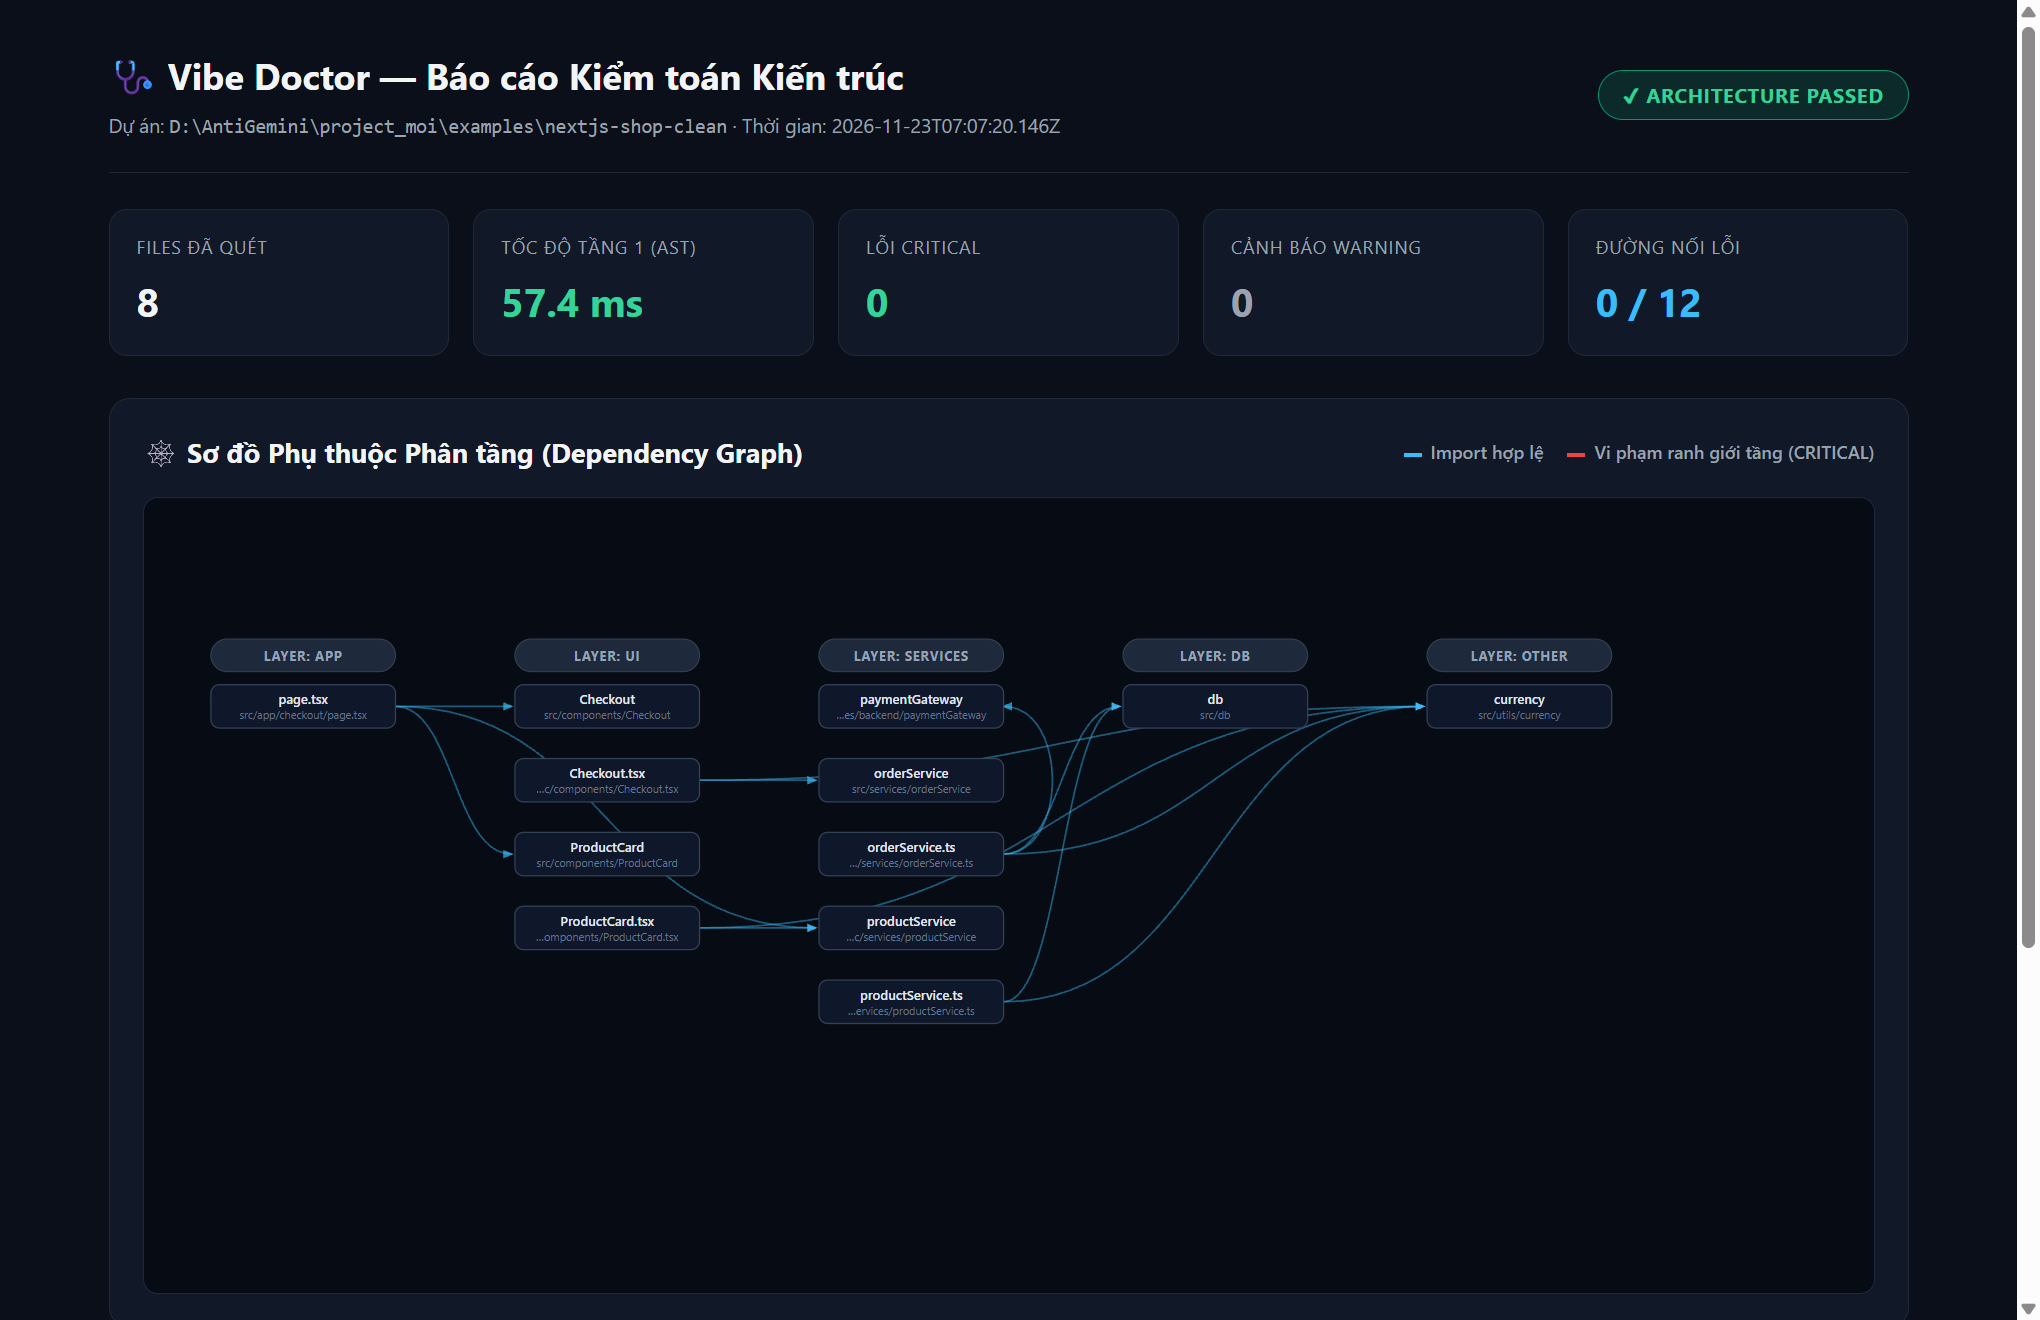 Vibe Doctor — Báo cáo Kiểm toán Kiến trúc
Dự án: D:\AntiGemini\project_moi\examples\nextjs-shop-clean · Thời gian: 2026-11-23T07:07:20.146Z
✓ ARCHITECTURE PASSED
FILES ĐÃ QUÉT
8
TỐC ĐỘ TẦNG 1 (AST)
57.4 ms
LỖI CRITICAL
0
CẢNH BÁO WARNING
0
ĐƯỜNG NỐI LỖI
0 / 12
Sơ đồ Phụ thuộc Phân tầng (Dependency Graph)
Import hợp lệ
Vi phạm ranh giới tầng (CRITICAL)
LAYER: APP
page.tsx
src/app/checkout/page.tsx
LAYER: UI
Checkout
src/components/Checkout
Checkout.tsx
...c/components/Checkout.tsx
ProductCard
src/components/ProductCard
ProductCard.tsx
...omponents/ProductCard.tsx
LAYER: SERVICES
paymentGateway
...es/backend/paymentGateway
orderService
src/services/orderService
orderService.ts
.../services/orderService.ts
productService
...c/services/productService
productService.ts
...ervices/productService.ts
LAYER: DB
db
src/db
LAYER: OTHER
currency
src/utils/currency